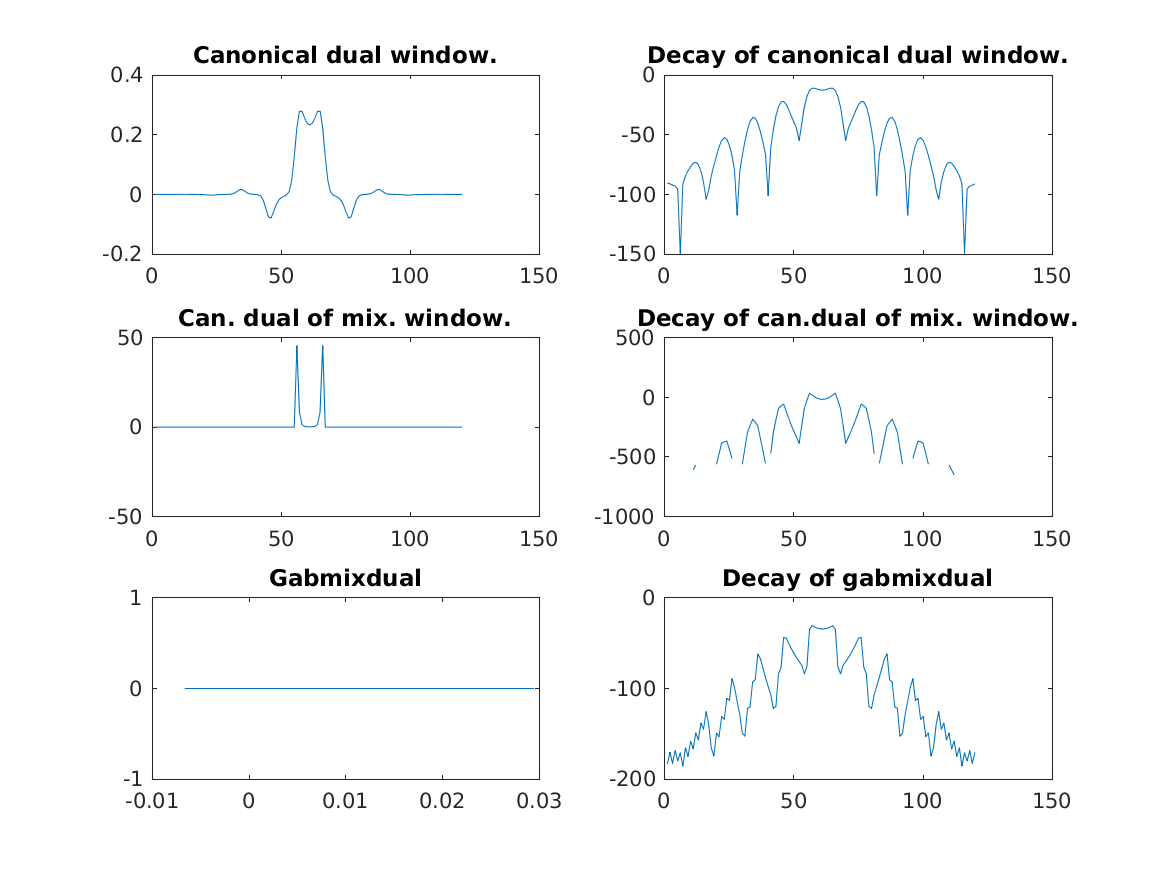 Canonical dual window.
0.4
0.2
0
-0.2
0 50 100 150
Decay of canonical dual window.
0
-50
-100
-150
0 50 100 150
Can. dual of mix. window.
50
0
-50
0 50 100 150
Decay of can.dual of mix. window.
500
0
-500
-1000
0 50 100 150
Gabmixdual
1
0
-1
-0.01 0 0.01 0.02 0.03
Decay of gabmixdual
0
-100
-200
0 50 100 150